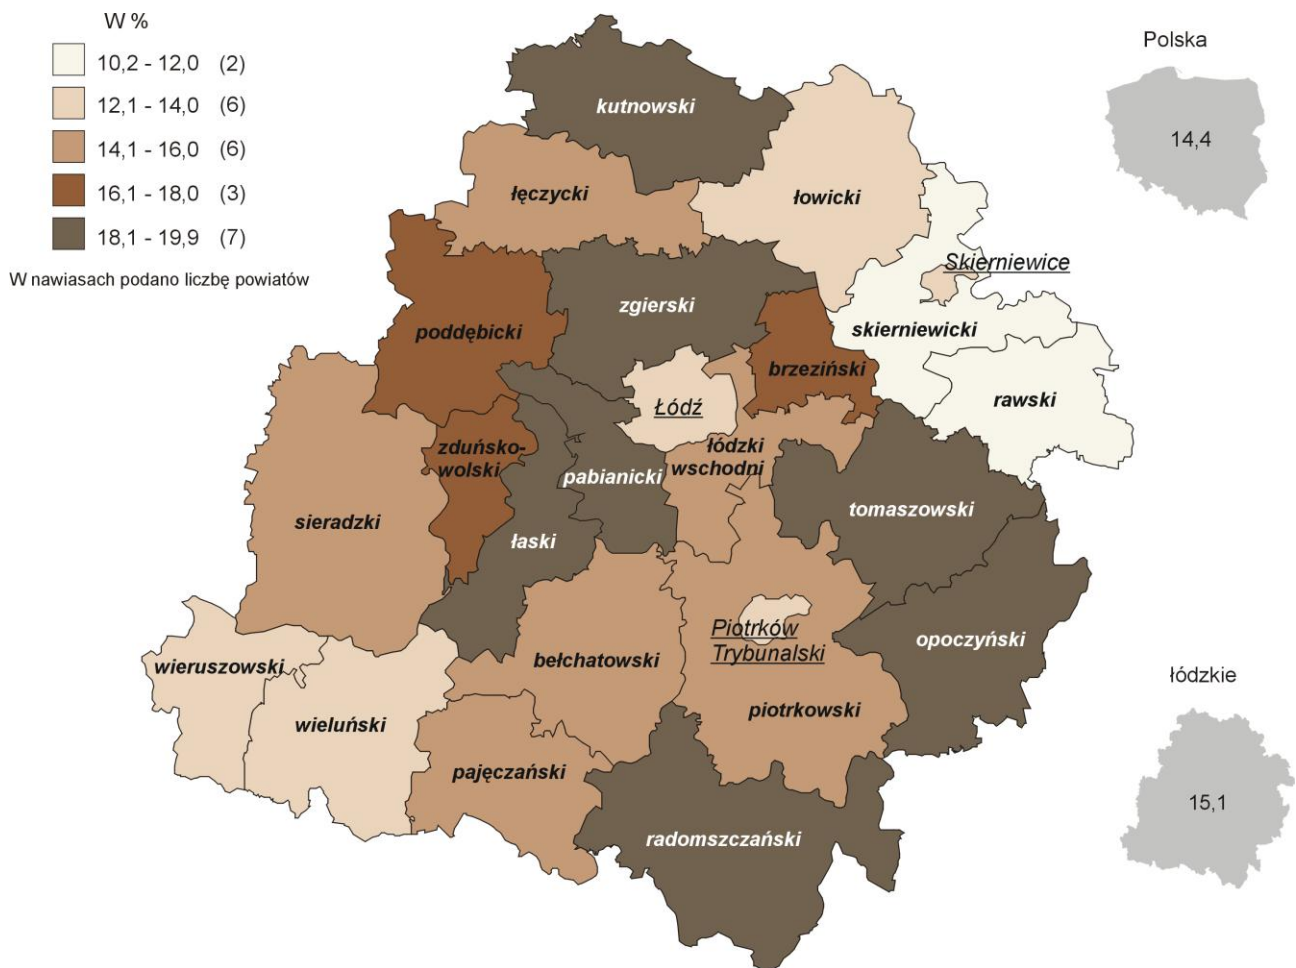 W %
10,2 - 12,0 (2)
12,1 - 14,0 (6)
14,1 - 16,0 (6)
16,1 - 18,0 (3)
18,1 - 19,9 (7)
W nawiasach podano liczbę powiatów
Polska
14,4
kutnowski
łęczycki
łowicki
Skierniewice
zgierski
skierniewicki
poddębicki
brzeziński
rawski
Łódź
zduńsko-
wolski
łódzki
wschodni
pabianicki
tomaszowski
sieradzki
łaski
Piotrków
Trybunalski
opoczyński
wieruszowski
bełchatowski
łódzkie
wieluński
piotrkowski
pajęczański
15,1
radomszczański